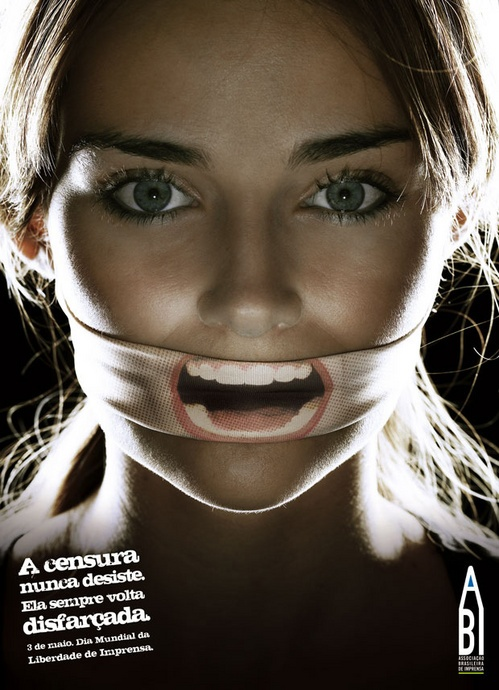 A censura
nunca desiste.
Ela sempre volta
disfarçada.
3 de maio. Dia Mundial da
Liberdade de Imprensa.
ABI
ASSOCIAÇÃO
BRASILEIRA
DE IMPRENSA